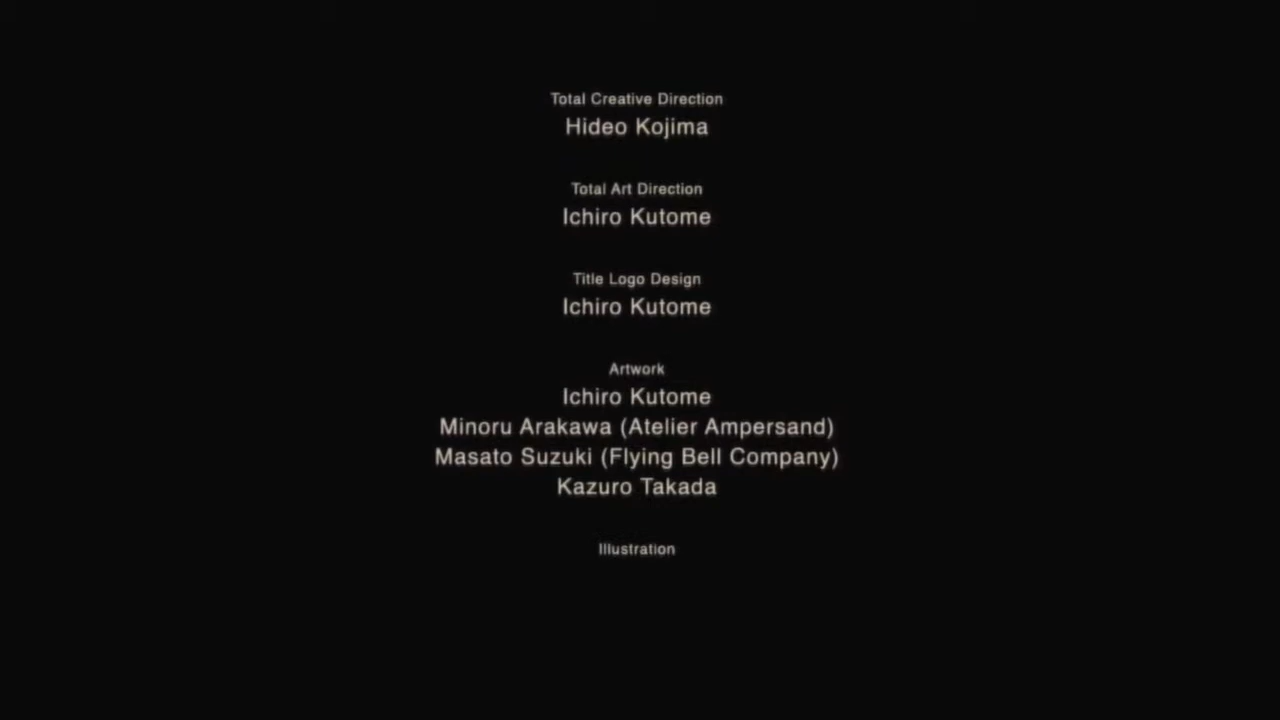 Total Creative Direction
Hideo Kojima
Total Art Direction
Ichiro Kutome
Title Logo Design
Ichiro Kutome
Artwork
Ichiro Kutome
Minoru Arakawa (Atelier Ampersand)
Masato Suzuki (Flying Bell Company)
Kazuro Takada
Illustration